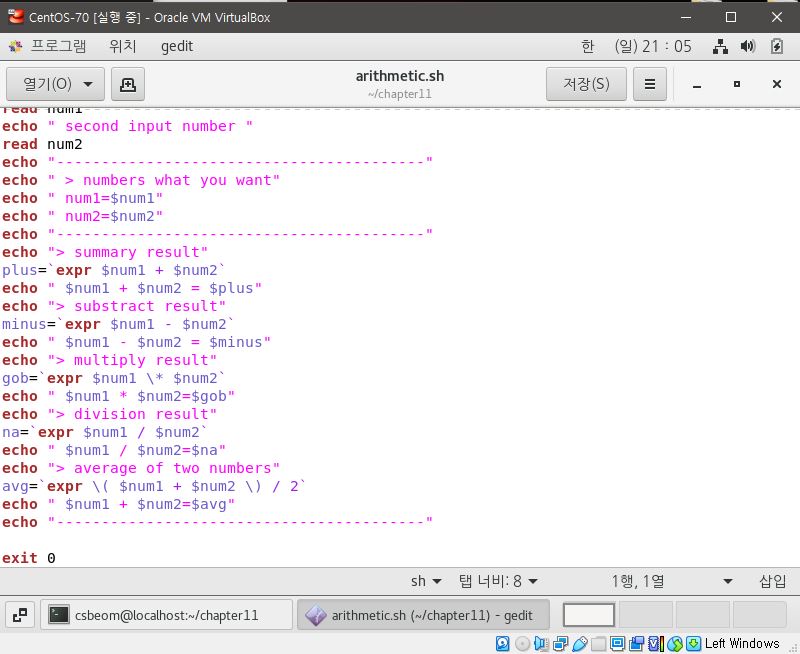 CentOS-70 [실행 중] - Oracle VM VirtualBox
프로그램 위치 gedit 한 (일) 21 : 05
열기(O) arithmetic.sh 저장(S)
~/chapter11
read num1
echo " second input number "
read num2
echo "-----------------------------------------"
echo " > numbers what you want"
echo " num1=$num1"
echo " num2=$num2"
echo "-----------------------------------------"
echo "> summary result"
plus=`expr $num1 + $num2`
echo " $num1 + $num2 = $plus"
echo "> substract result"
minus=`expr $num1 - $num2`
echo " $num1 - $num2 = $minus"
echo "> multiply result"
gob=`expr $num1 \* $num2`
echo " $num1 * $num2=$gob"
echo "> division result"
na=`expr $num1 / $num2`
echo " $num1 / $num2=$na"
echo "> average of two numbers"
avg=`expr \( $num1 + $num2 \) / 2`
echo " $num1 + $num2=$avg"
echo "-----------------------------------------"
exit 0
sh 탭 너비: 8 1행, 1열 삽입
csbeom@localhost:~/chapter11 arithmetic.sh (~/chapter11) - gedit
Left Windows